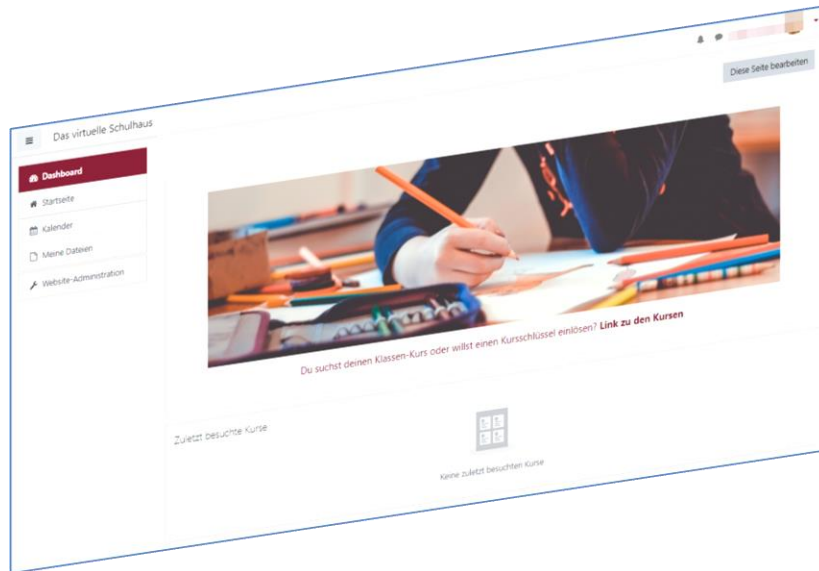 Das virtuelle Schulhaus
Diese Seite bearbeiten
Dashboard
Startseite
Kalender
Meine Dateien
Website-Administration
Du suchst deinen Klassen-Kurs oder willst einen Kursschlüssel einlösen? Link zu den Kursen
Zuletzt besuchte Kurse
Keine zuletzt besuchten Kurse